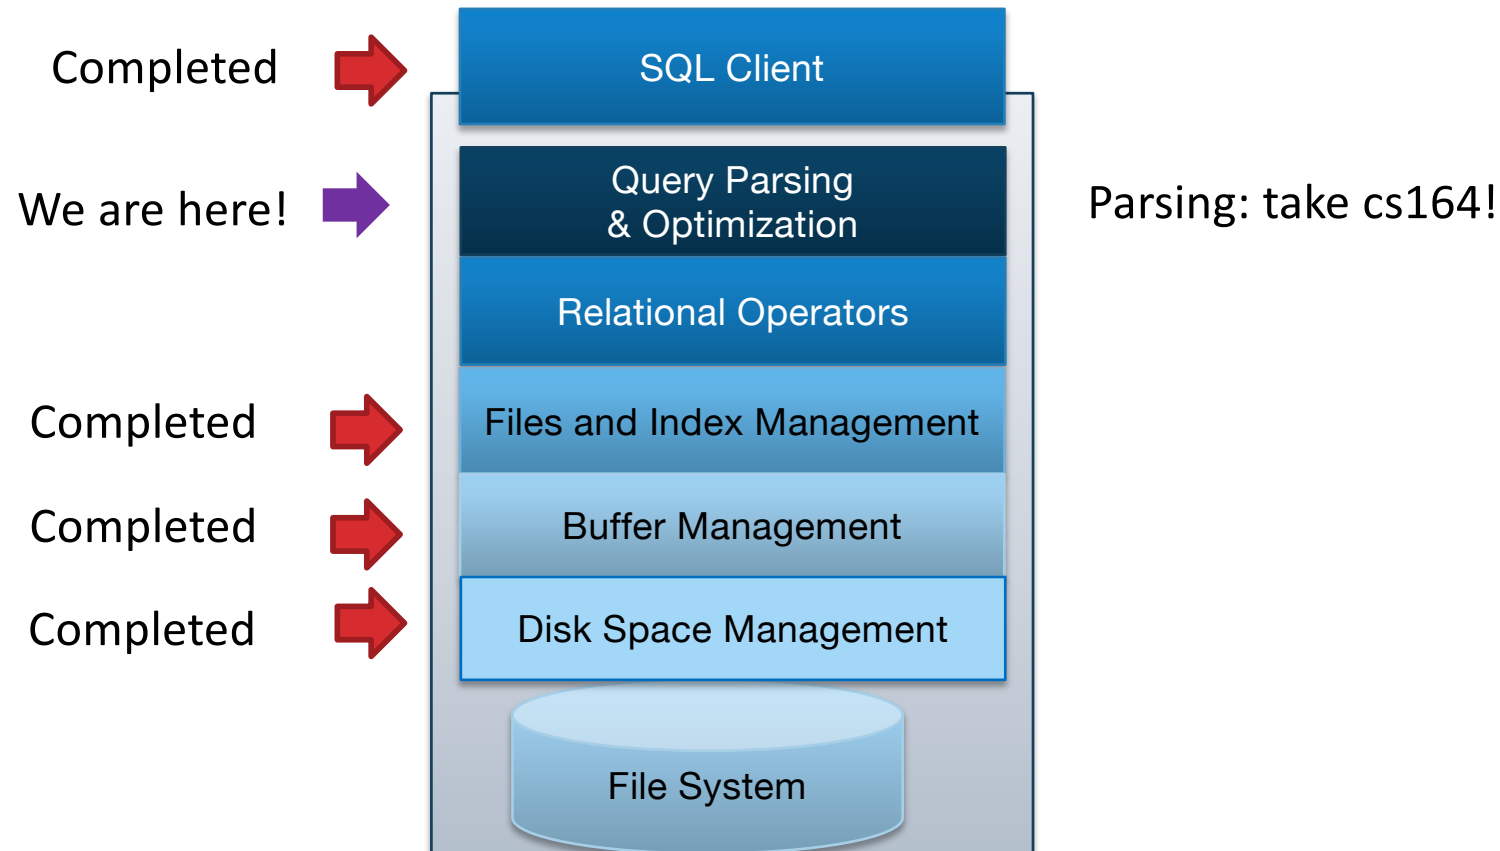 Completed
SQL Client
We are here!
Query Parsing
& Optimization
Parsing: take cs164!
Relational Operators
Completed
Files and Index Management
Completed
Buffer Management
Completed
Disk Space Management
File System